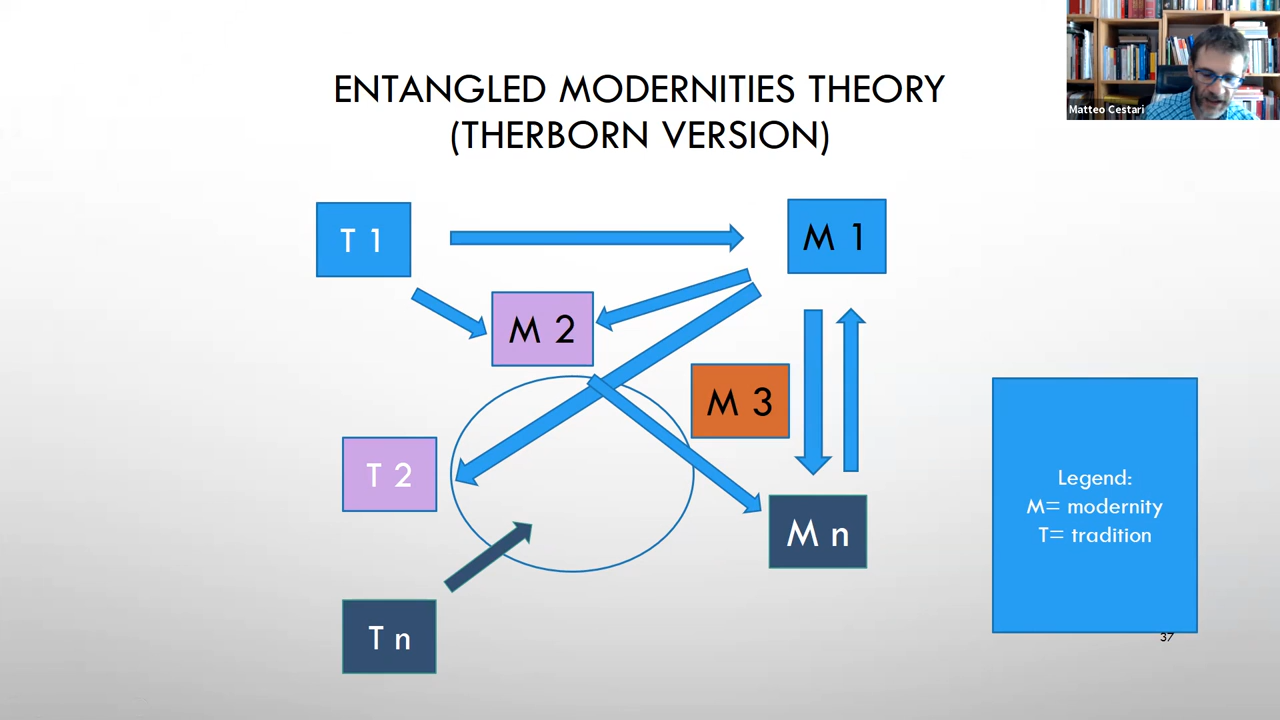 Matteo Cestari
ENTANGLED MODERNITIES THEORY
(THERBORN VERSION)
T 1
M 1
M 2
M 3
T 2
M n
T n
Legend:
M= modernity
T= tradition
37